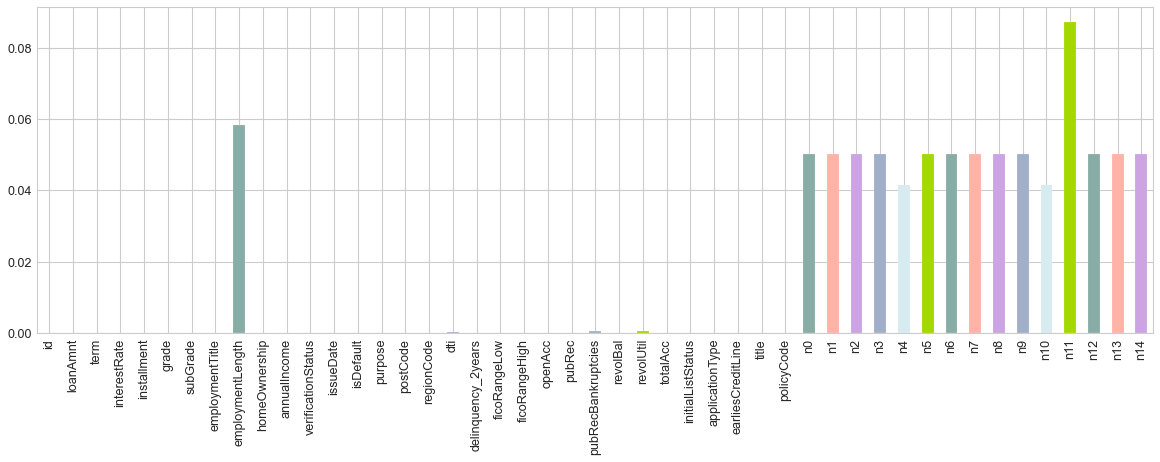 0.08
0.06
0.04
0.02
0.00
id
loanAmnt
term
interestRate
installment
grade
subGrade
employmentTitle
employmentLength
homeOwnership
annualIncome
verificationStatus
issueDate
isDefault
purpose
postCode
regionCode
dti
delinquency_2years
ficoRangeLow
ficoRangeHigh
openAcc
pubRec
pubRecBankruptcies
revolBal
revolUtil
totalAcc
initialListStatus
applicationType
earliesCreditLine
title
policyCode
n0
n1
n2
n3
n4
n5
n6
n7
n8
n9
n10
n11
n12
n13
n14